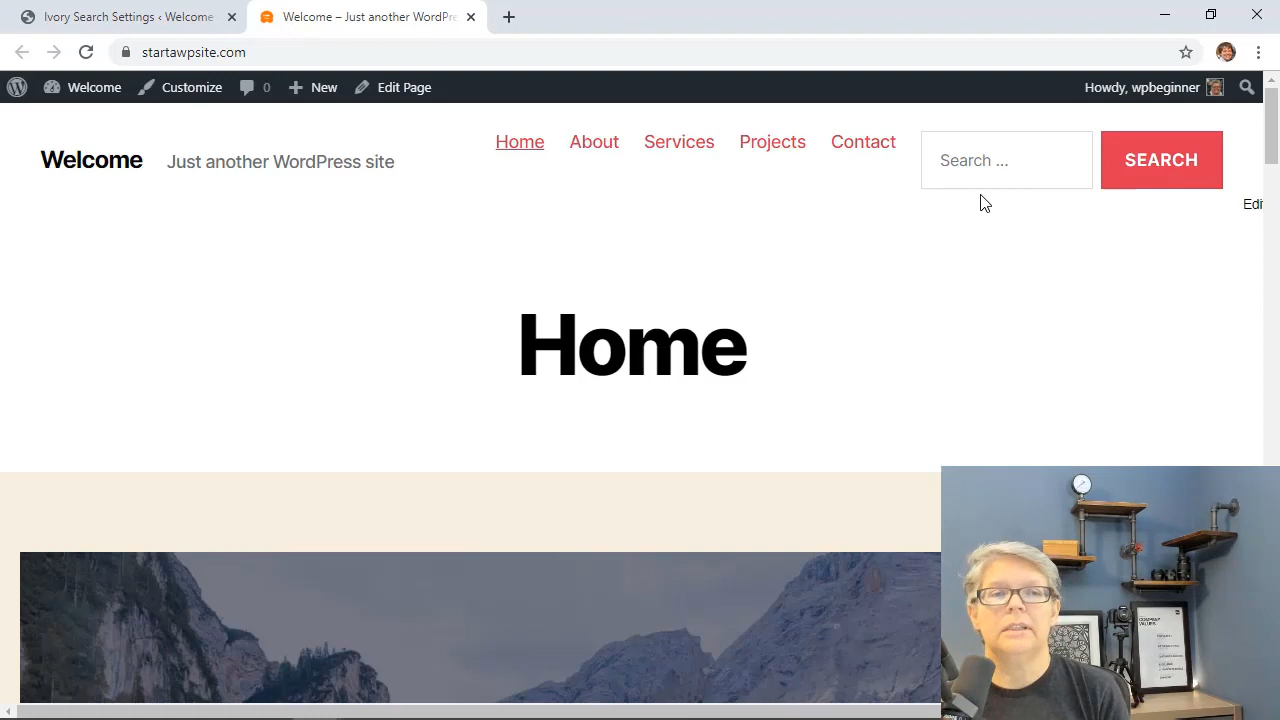 Ivory Search Settings ‹ Welcome
Welcome – Just another WordPre
startawpsite.com
Welcome
Customize
0
New
Edit Page
Howdy, wpbeginner
Welcome
Just another WordPress site
Home
About
Services
Projects
Contact
Search …
SEARCH
Edi
Home
VALUES